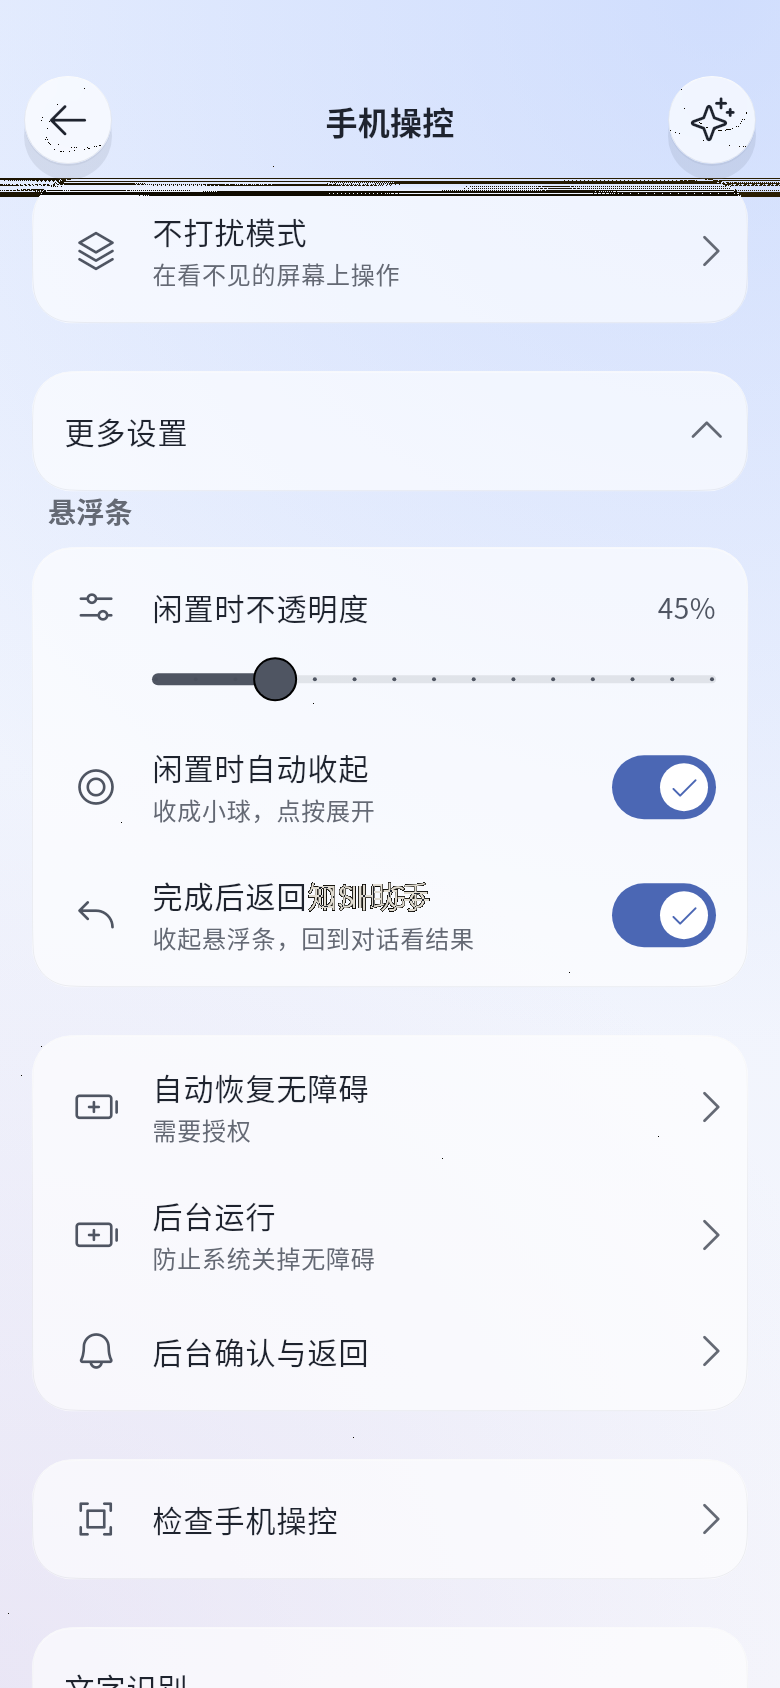 手机操控
不打扰模式
在看不见的屏幕上操作
更多设置
悬浮条
闲置时不透明度
45%
闲置时自动收起
收成小球，点按展开
完成后返回
收起悬浮条，回到对话看结果
自动恢复无障碍
需要授权
后台运行
防止系统关掉无障碍
后台确认与返回
检查手机操控
文字识别